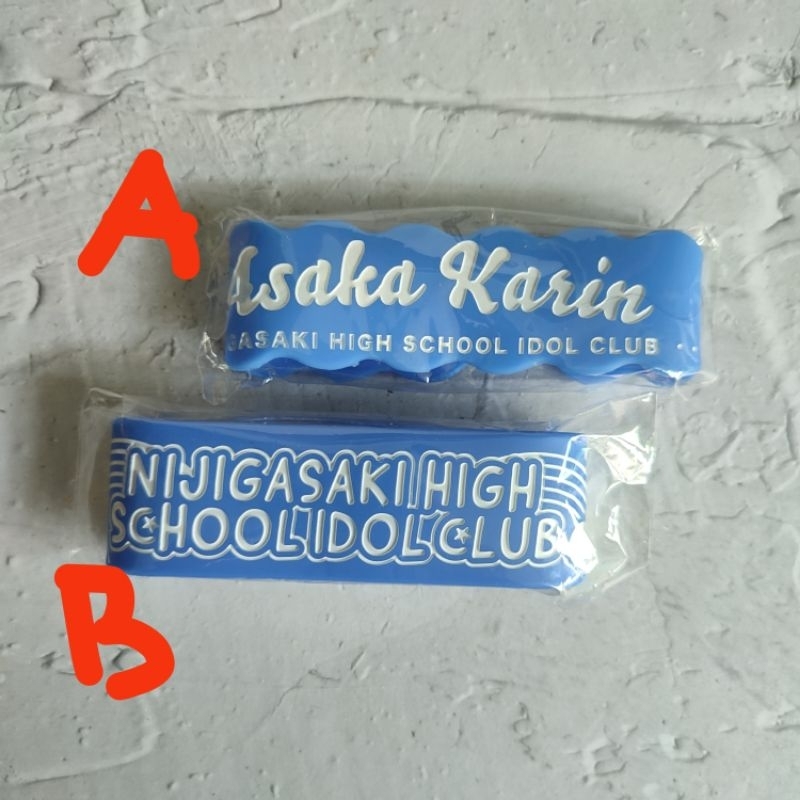 A
Asaka Karin
GASAKI HIGH SCHOOL IDOL CLUB
NIJIGASAKI HIGH
SCHOOL IDOL CLUB
B